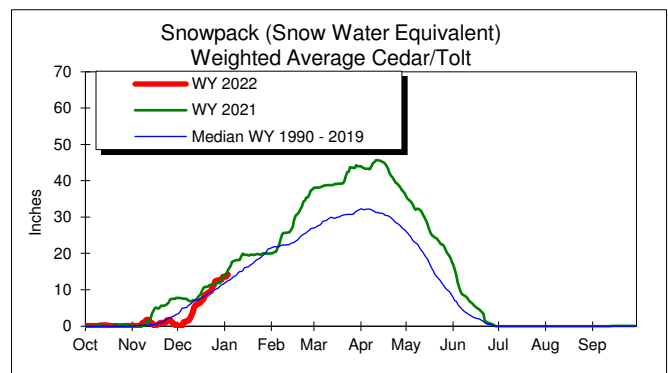 Snowpack (Snow Water Equivalent)
Weighted Average Cedar/Tolt
70
60
50
40
30
20
10
0
Inches
WY 2022
WY 2021
Median WY 1990 - 2019
Oct Nov Dec Jan Feb Mar Apr May Jun Jul Aug Sep